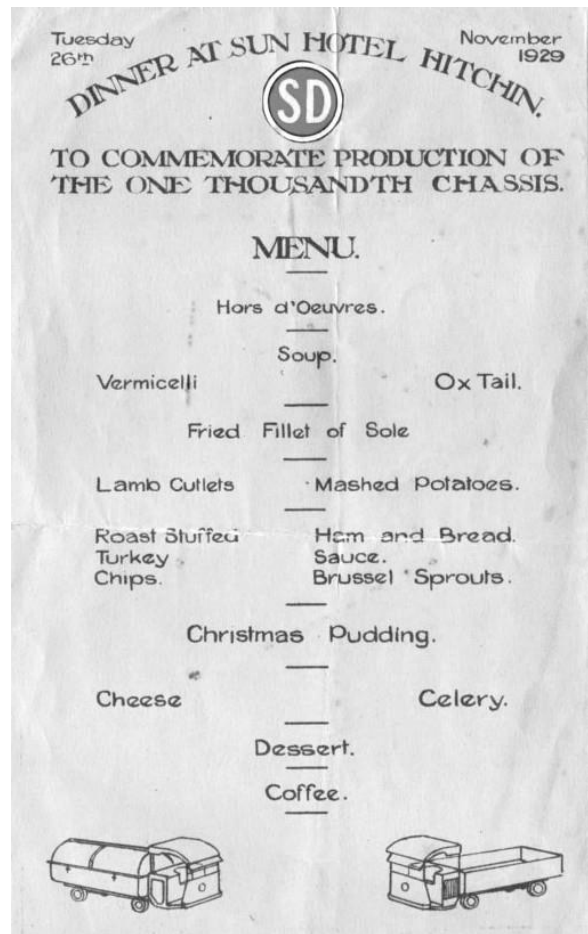 Tuesday
26th
November
1929
DINNER AT SUN HOTEL HITCHIN.
SD
TO COMMEMORATE PRODUCTION OF
THE ONE THOUSANDTH CHASSIS.
MENU.
Hors d'Oeuvres.
Soup.
Vermicelli Ox Tail.
Fried Fillet of Sole
Lamb Cutlets Mashed Potatoes.
Roast Stuffed Ham and Bread.
Turkey Sauce.
Chips. Brussel Sprouts.
Christmas Pudding.
Cheese Celery.
Dessert.
Coffee.